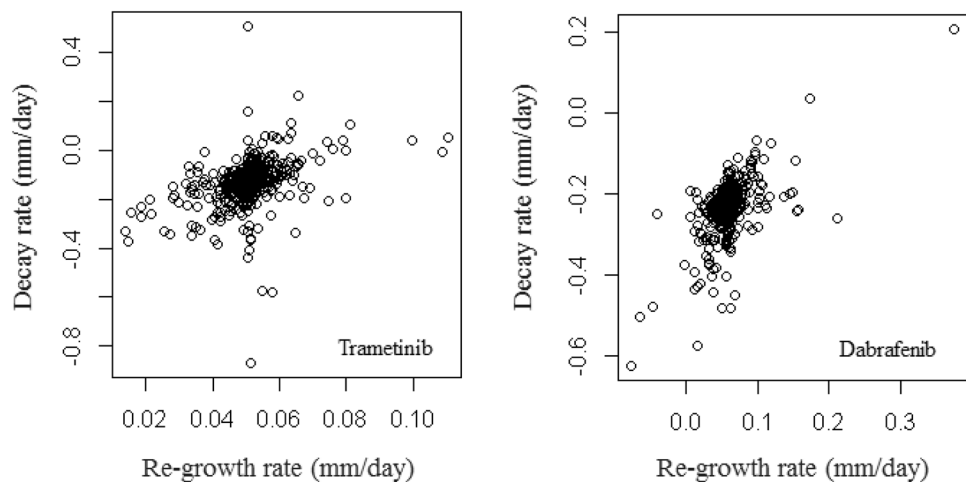 Decay rate (mm/day)
0.4
0.0
-0.4
-0.8
Trametinib
0.02 0.04 0.06 0.08 0.10
Re-growth rate (mm/day)
Decay rate (mm/day)
0.2
0.0
-0.2
-0.4
-0.6
Dabrafenib
0.0 0.1 0.2 0.3
Re-growth rate (mm/day)